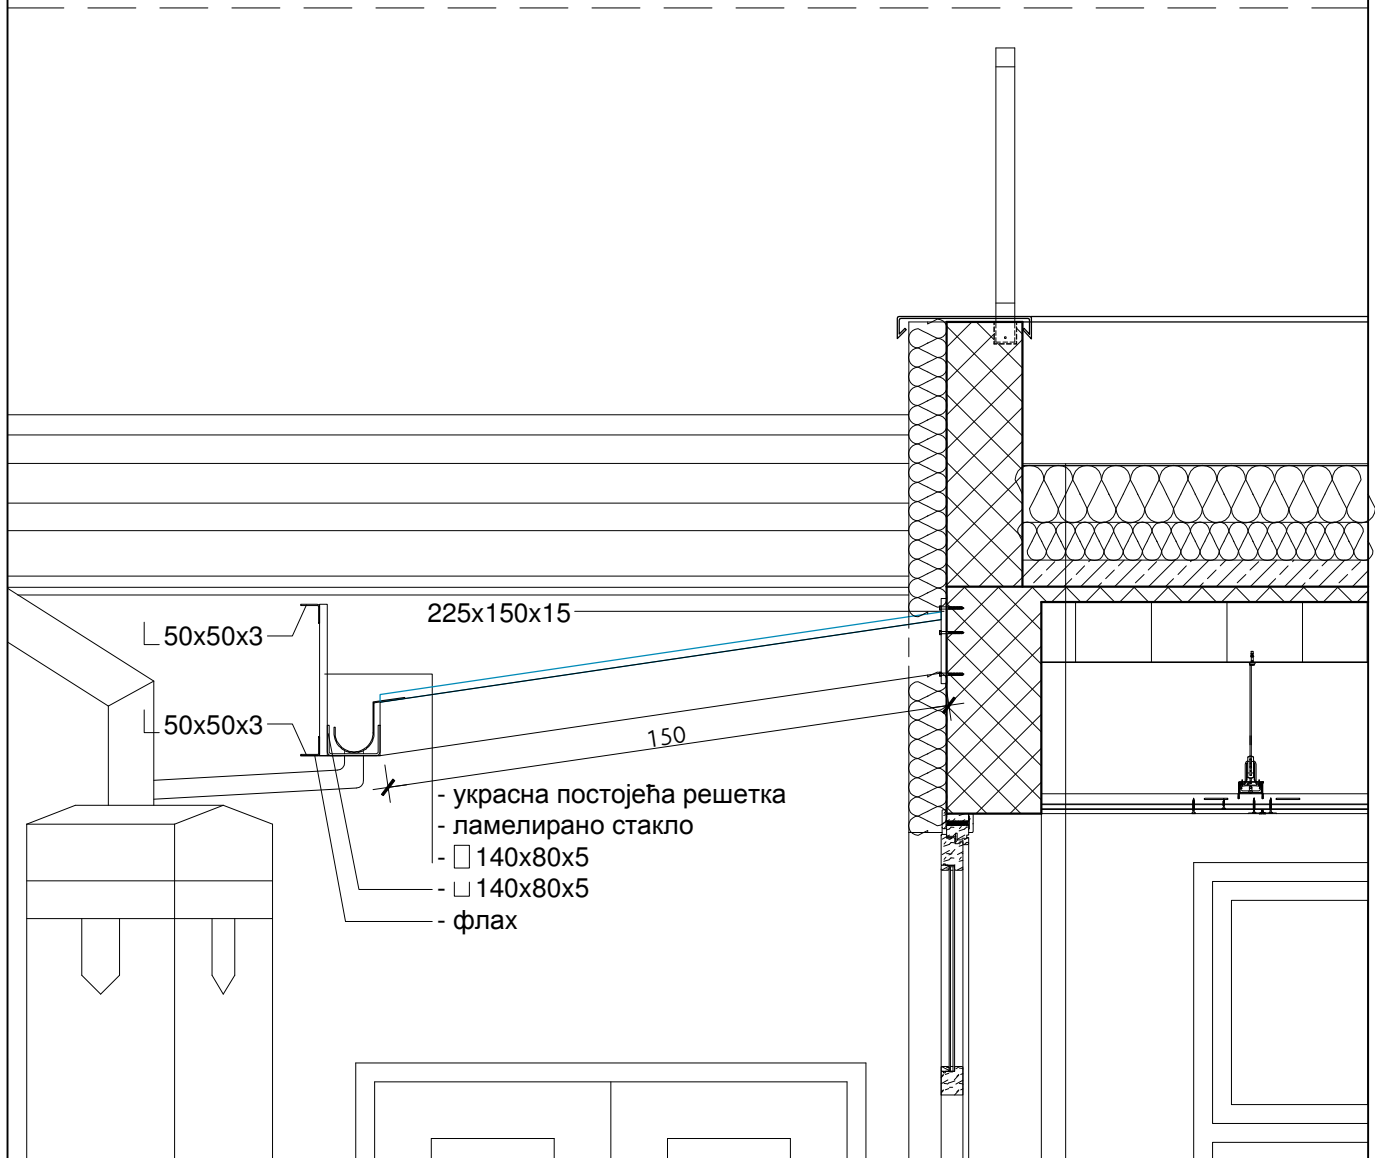 225x150x15
50x50x3
50x50x3
150
- украсна постојећа решетка
- ламелирано стакло
- 140x80x5
- 140x80x5
- флах